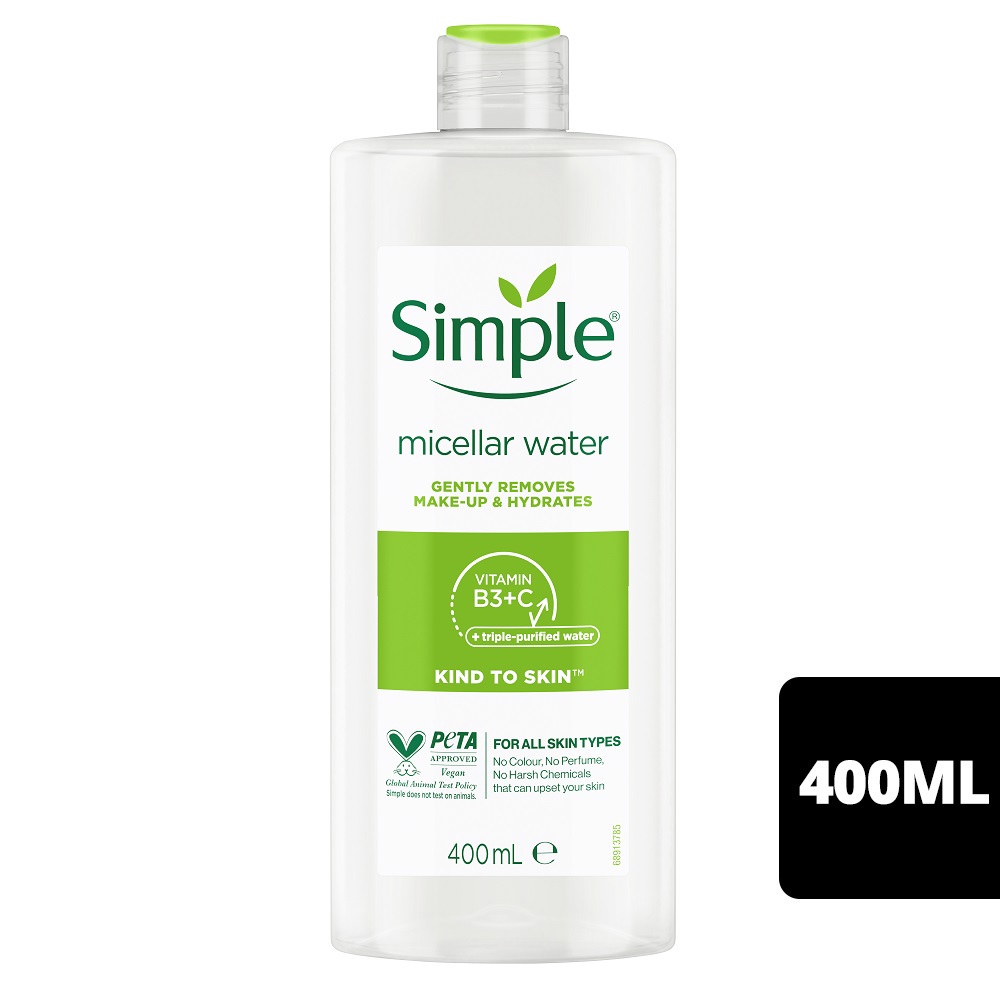 Simple®
micellar water
GENTLY REMOVES
MAKE-UP & HYDRATES
VITAMIN
B3+C
+ triple-purified water
KIND TO SKIN™
PETA
APPROVED
Vegan
Global Animal Test Policy
Simple does not test on animals.
FOR ALL SKIN TYPES
No Colour, No Perfume,
No Harsh Chemicals
that can upset your skin
400mL ℮
68913785
400ML